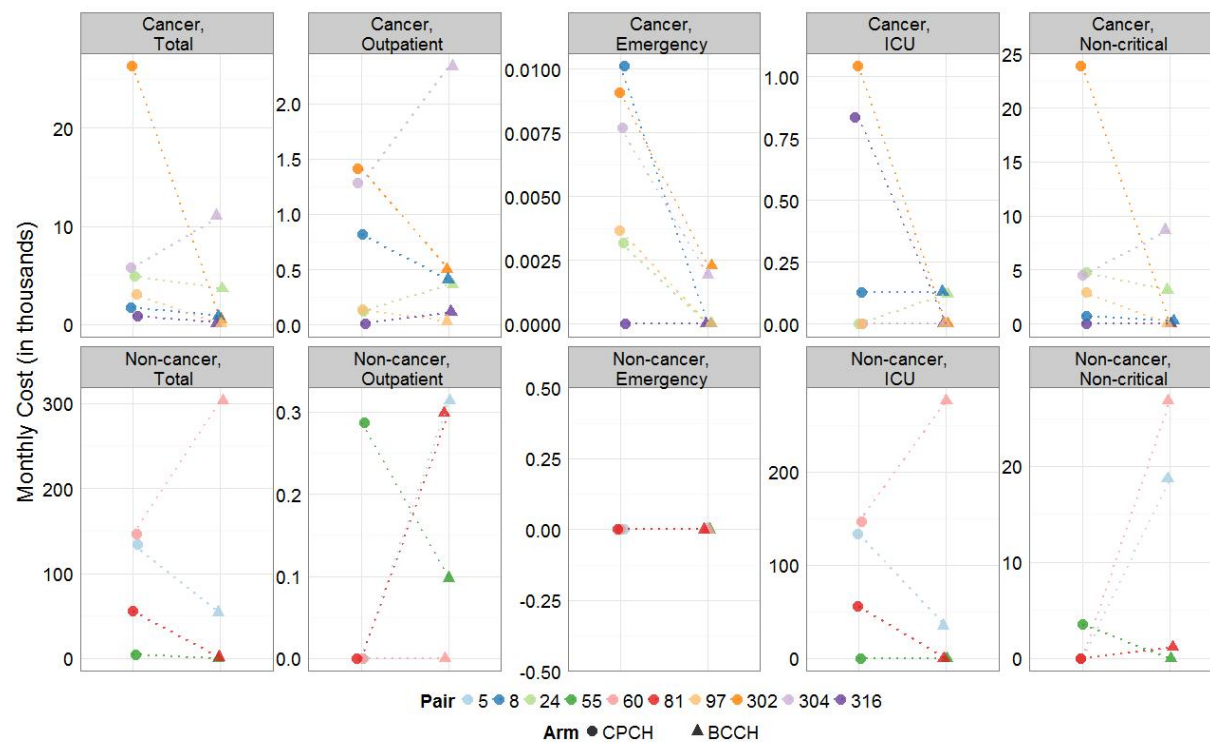 Monthly Cost (in thousands)
Cancer,
Total
20
10
0
Cancer,
Outpatient
2.0
1.5
1.0
0.5
0.0
Cancer,
Emergency
0.0100
0.0075
0.0050
0.0025
0.0000
Cancer,
ICU
1.00
0.75
0.50
0.25
0.00
Cancer,
Non-critical
25
20
15
10
5
0
Non-cancer,
Total
300
200
100
0
Non-cancer,
Outpatient
0.3
0.2
0.1
0.0
Non-cancer,
Emergency
0.50
0.25
0.00
-0.25
-0.50
Non-cancer,
ICU
200
100
0
Non-cancer,
Non-critical
20
10
0
Pair 5 8 24 55 60 81 97 302 304 316
Arm CPCH BCCH